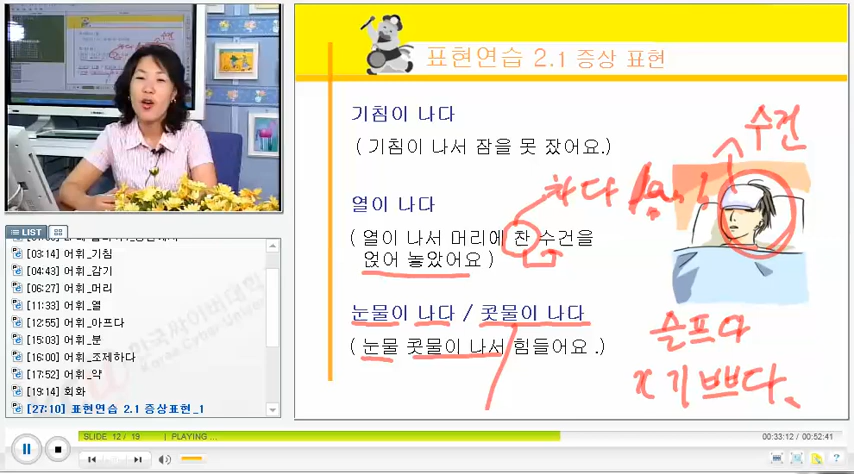 표현연습 2.1 증상 표현
기침이 나다
( 기침이 나서 잠을 못 잤어요.)
열이 나다
( 열이 나서 머리에 찬 수건을
얹어 놓았어요 )
눈물이 나다 / 콧물이 나다
( 눈물 콧물이 나서 힘들어요 .)
수건
차다
슬프다
기쁘다
LIST
[03:14] 어휘_기침
[04:43] 어휘_감기
[06:27] 어휘_머리
[11:33] 어휘_열
[12:55] 어휘_아프다
[15:03] 어휘_분
[16:00] 어휘_조제하다
[17:52] 어휘_약
[19:14] 회화
[27:10] 표현연습 2.1 증상표현_1
SLIDE 12 / 19 | PLAYING ...
00:33:12 / 00:52:41